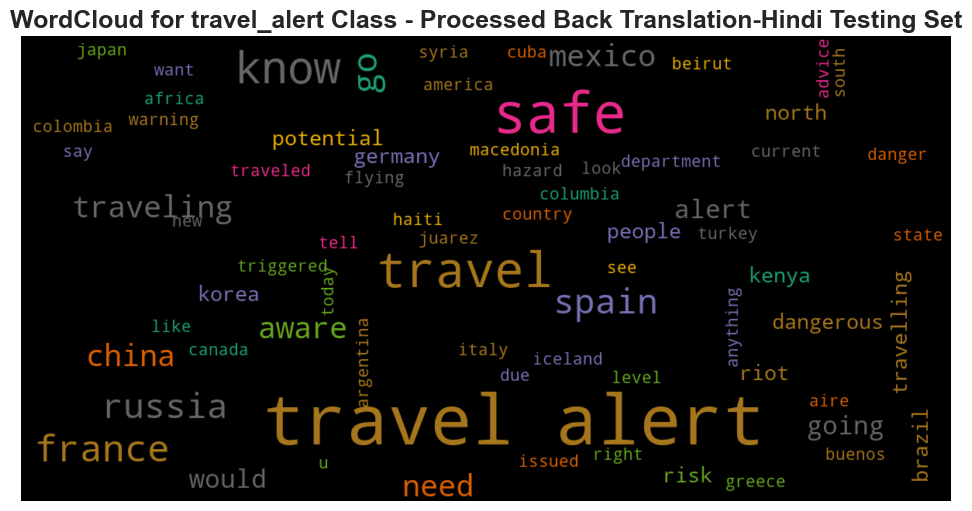 WordCloud for travel_alert Class - Processed Back Translation-Hindi Testing Set
japan
want
know
go
syria
cuba
mexico
beirut
advice
south
america
africa
safe
colombia
warning
north
potential
say
germany
macedonia
department
current
danger
traveled
flying
hazard
look
columbia
traveling
new
haiti
country
alert
people
turkey
state
tell
juarez
triggered
today
travel
see
kenya
korea
spain
anything
travelling
like
aware
dangerous
china
canada
argentina
italy
iceland
due
level
riot
russia
travel alert
aire
going
brazil
france
u
issued
right
buenos
would
need
risk
greece